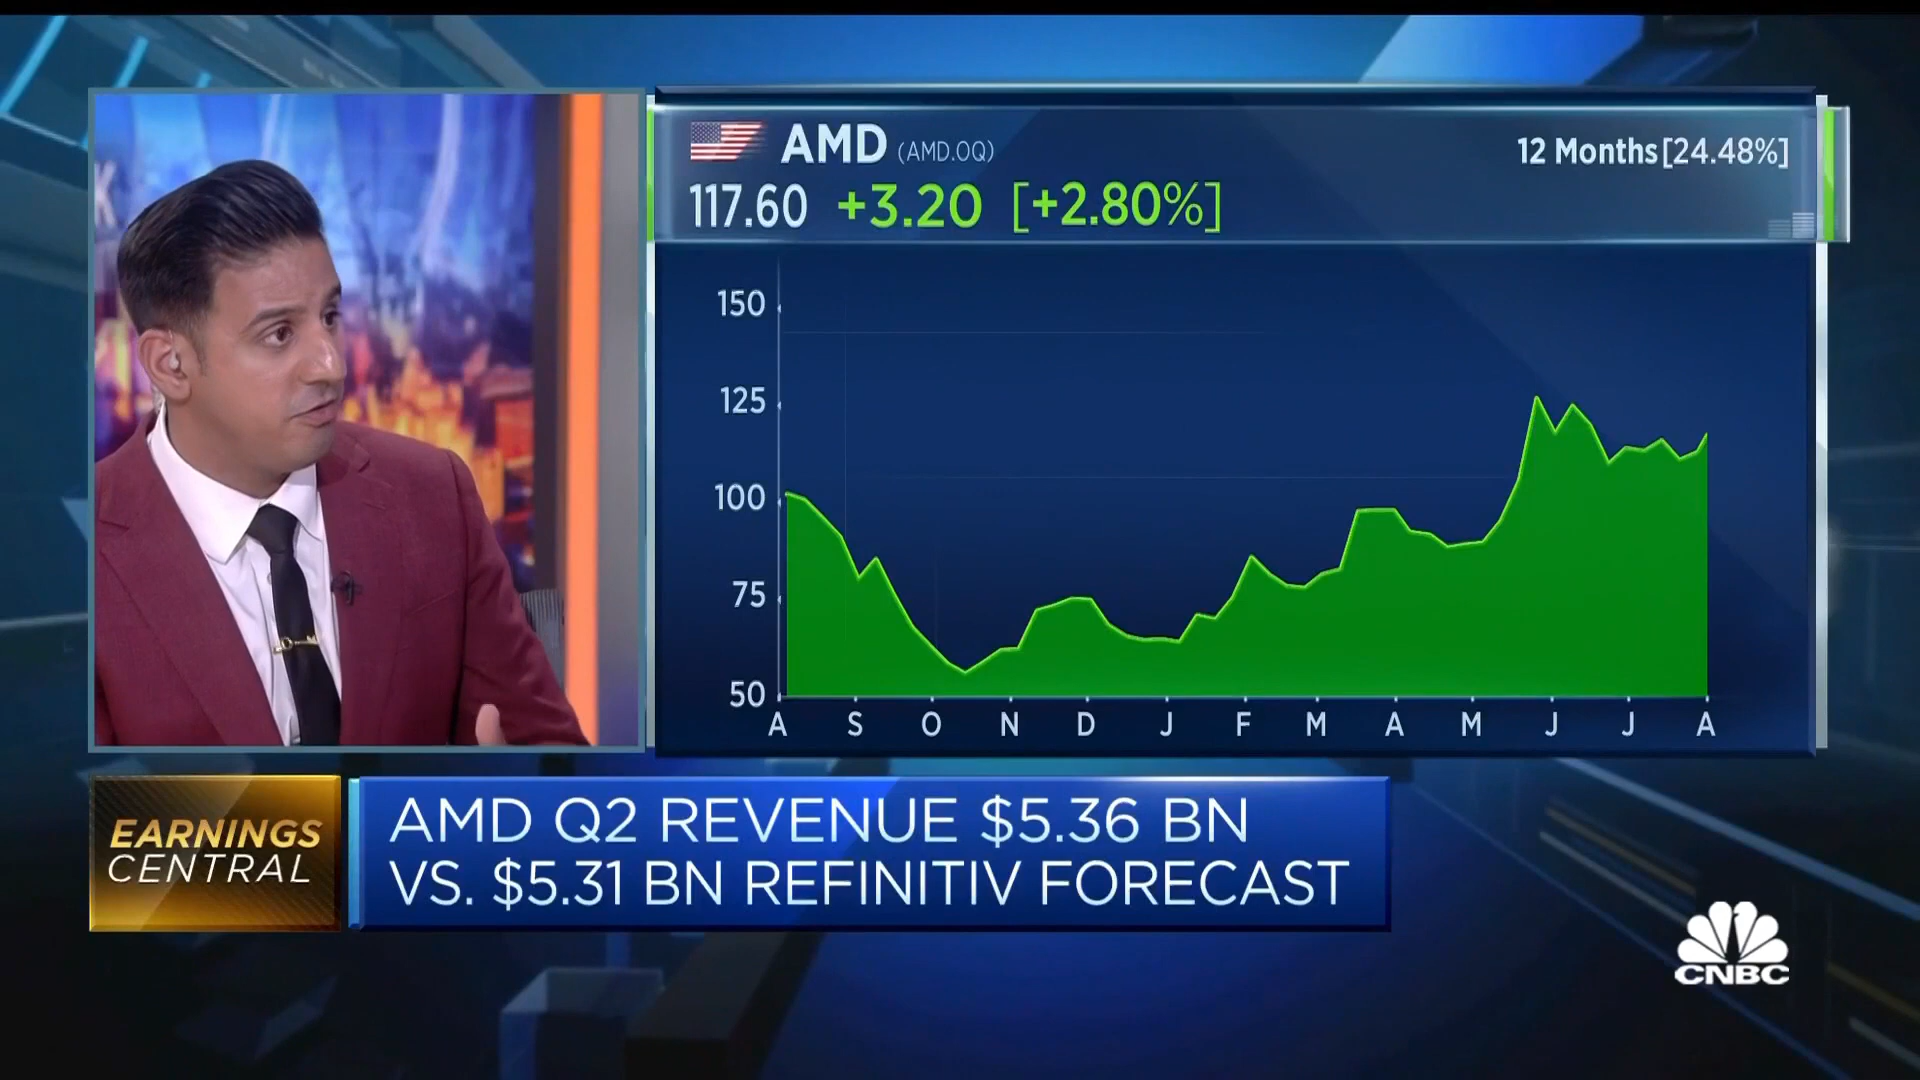 K
AMD (AMD.OQ)
12 Months[24.48%]
117.60 +3.20 [+2.80%]
150
125
100
75
50
A S O N D J F M A M J J A
EARNINGS
CENTRAL
AMD Q2 REVENUE $5.36 BN
VS. $5.31 BN REFINITIV FORECAST
CNBC